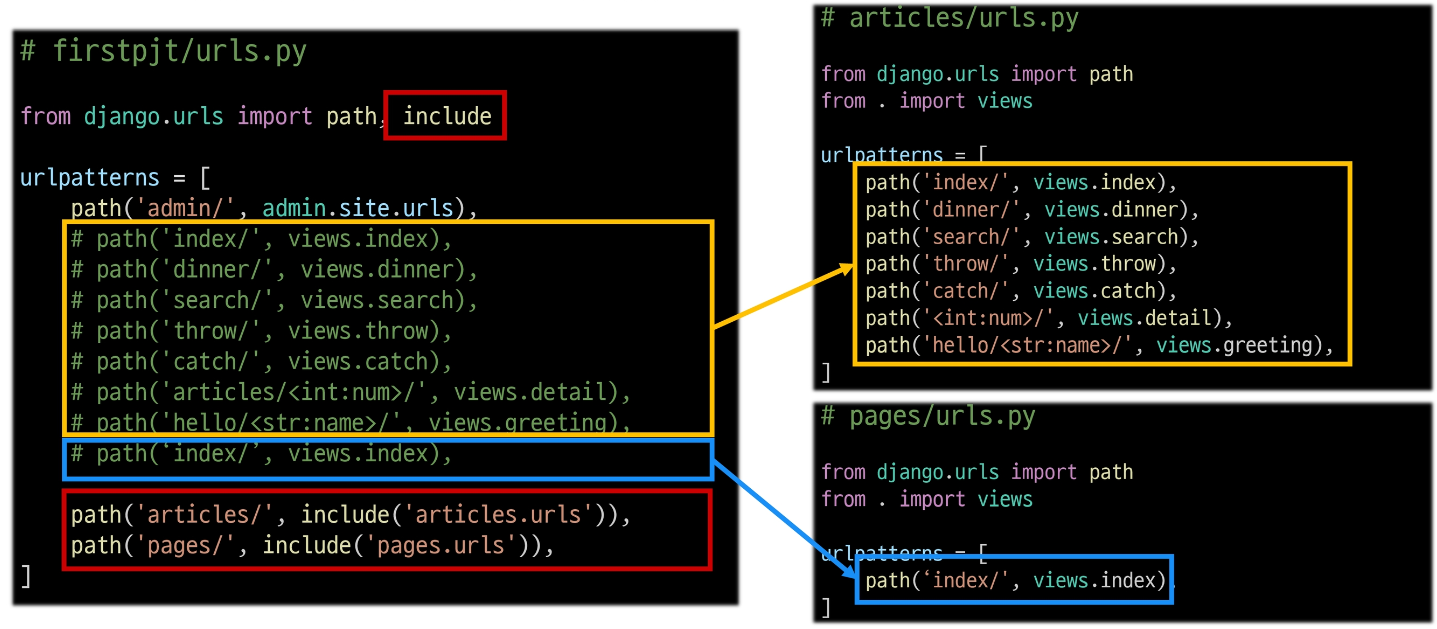 # firstpjt/urls.py
from django.urls import path, include
urlpatterns = [
    path('admin/', admin.site.urls),
    # path('index/', views.index),
    # path('dinner/', views.dinner),
    # path('search/', views.search),
    # path('throw/', views.throw),
    # path('catch/', views.catch),
    # path('articles/<int:num>/', views.detail),
    # path('hello/<str:name>/', views.greeting),
    # path(‘index/’, views.index),
    path('articles/', include('articles.urls')),
    path('pages/', include('pages.urls')),
]
# articles/urls.py
from django.urls import path
from . import views
urlpatterns = [
    path('index/', views.index),
    path('dinner/', views.dinner),
    path('search/', views.search),
    path('throw/', views.throw),
    path('catch/', views.catch),
    path('<int:num>/', views.detail),
    path('hello/<str:name>/', views.greeting),
]
# pages/urls.py
from django.urls import path
from . import views
urlpatterns = [
    path(‘index/', views.index),
]